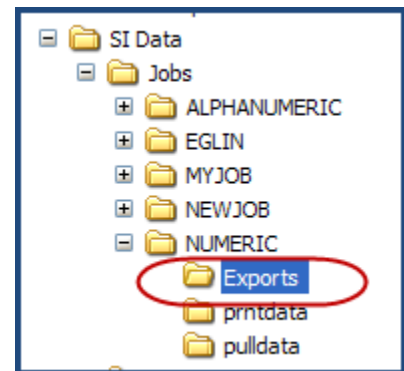 SI Data
Jobs
ALPHANUMERIC
EGLIN
MYJOB
NEWJOB
NUMERIC
Exports
prntdata
pulldata